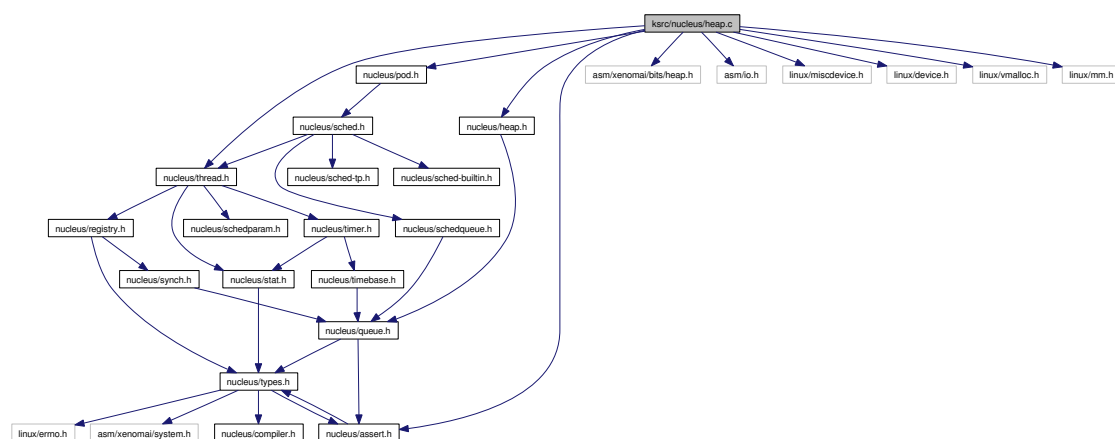 ksrc/nucleus/heap.c
nucleus/pod.h
asm/xenomai/bits/heap.h
asm/io.h
linux/miscdevice.h
linux/device.h
linux/vmalloc.h
linux/mm.h
nucleus/sched.h
nucleus/heap.h
nucleus/thread.h
nucleus/sched-tp.h
nucleus/sched-builtin.h
nucleus/registry.h
nucleus/schedparam.h
nucleus/timer.h
nucleus/schedqueue.h
nucleus/synch.h
nucleus/stat.h
nucleus/timebase.h
nucleus/queue.h
nucleus/types.h
linux/errno.h
asm/xenomai/system.h
nucleus/compiler.h
nucleus/assert.h